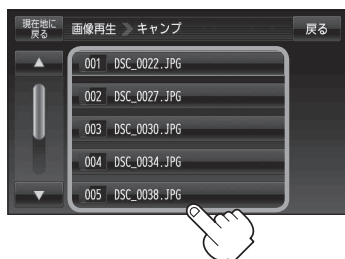 現在地に
戻る
画像再生 キャンプ
戻る
001 DSC_0022.JPG
002 DSC_0027.JPG
003 DSC_0030.JPG
004 DSC_0034.JPG
005 DSC_0038.JPG